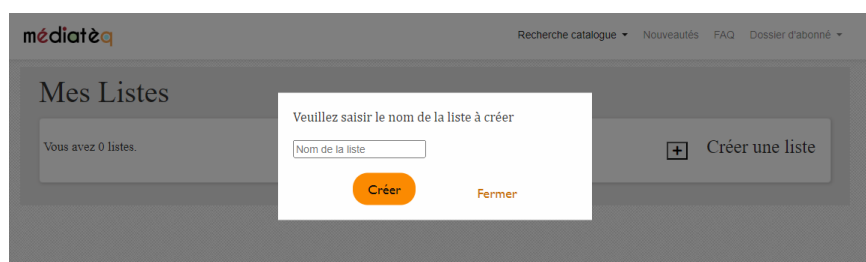 médiatèq
Recherche catalogue Nouveautés FAQ Dossier d'abonné
Mes Listes
Veuillez saisir le nom de la liste à créer
Vous avez 0 listes.
Nom de la liste
Créer une liste
Créer
Fermer